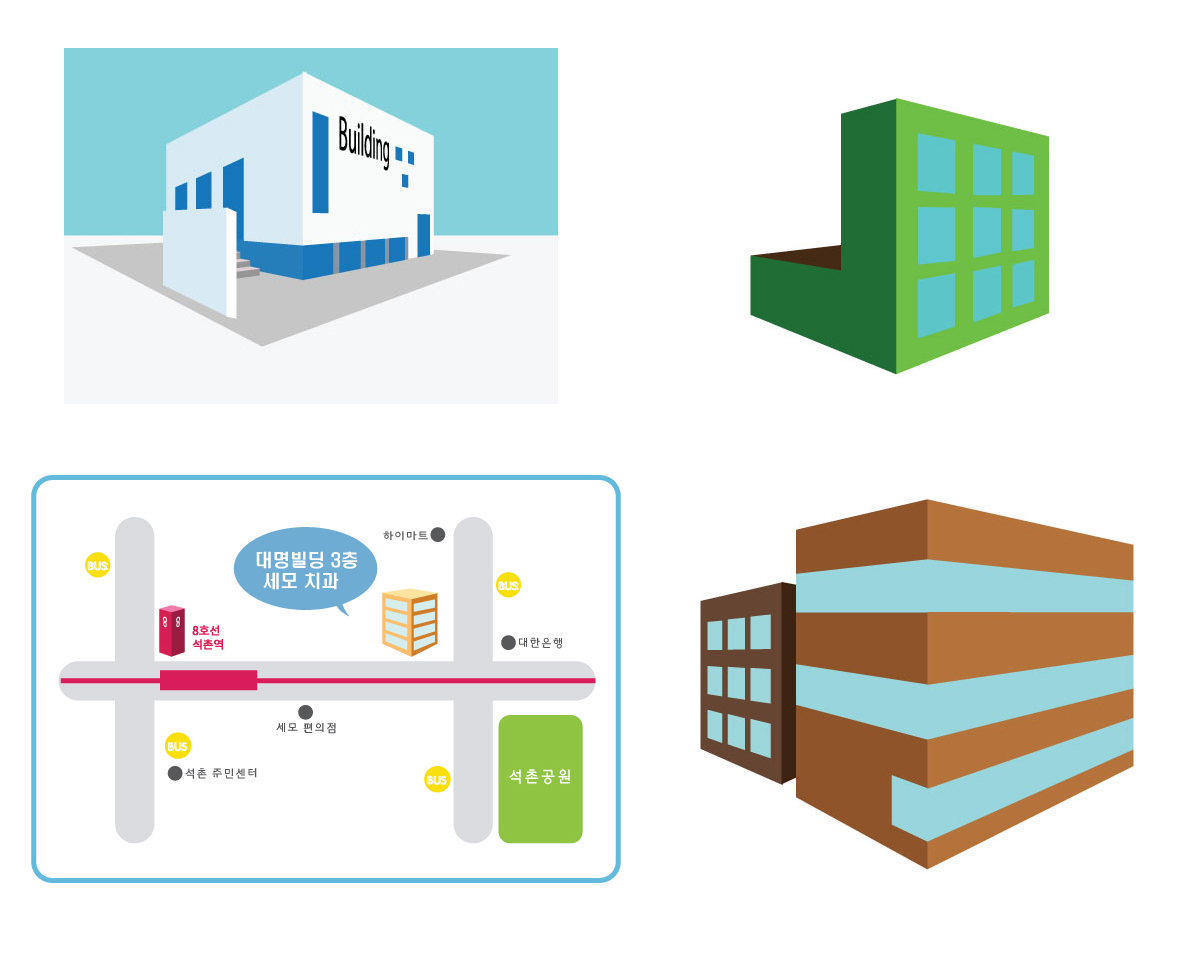 Building
하이마트
대명빌딩 3층
세모 치과
BUS
BUS
8 8
8호선
석촌역
대한은행
세모 편의점
BUS
석촌 주민센터
BUS
석촌공원